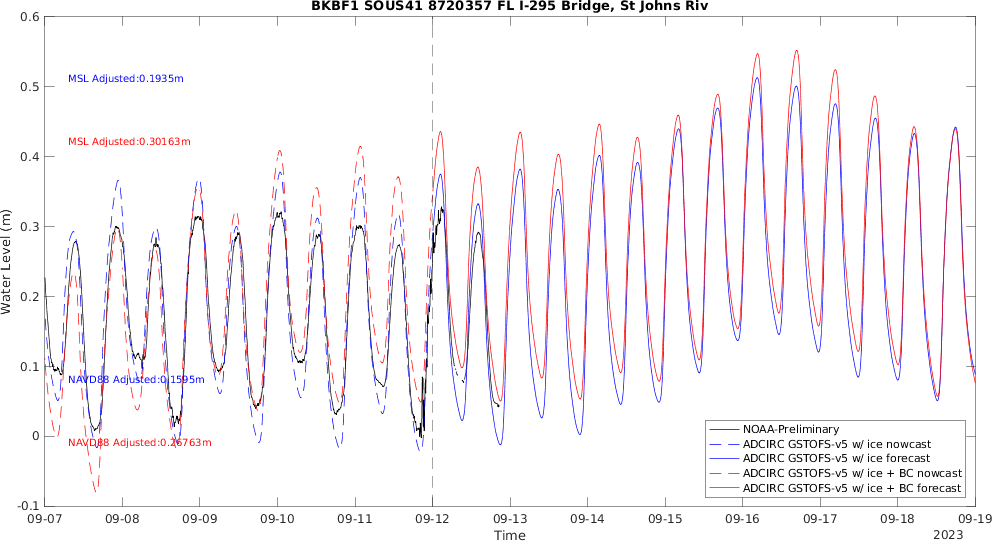 BKBF1 SOUS41 8720357 FL I-295 Bridge, St Johns Riv
0.6
0.5
0.4
0.3
0.2
0.1
0
-0.1
Water Level (m)
MSL Adjusted:0.1935m
MSL Adjusted:0.30163m
NAVD88 Adjusted:0.1595m
NAVD88 Adjusted:0.26763m
NOAA-Preliminary
ADCIRC GSTOFS-v5 w/ ice nowcast
ADCIRC GSTOFS-v5 w/ ice forecast
ADCIRC GSTOFS-v5 w/ ice + BC nowcast
ADCIRC GSTOFS-v5 w/ ice + BC forecast
09-07 09-08 09-09 09-10 09-11 09-12 09-13 09-14 09-15 09-16 09-17 09-18 09-19
Time
2023